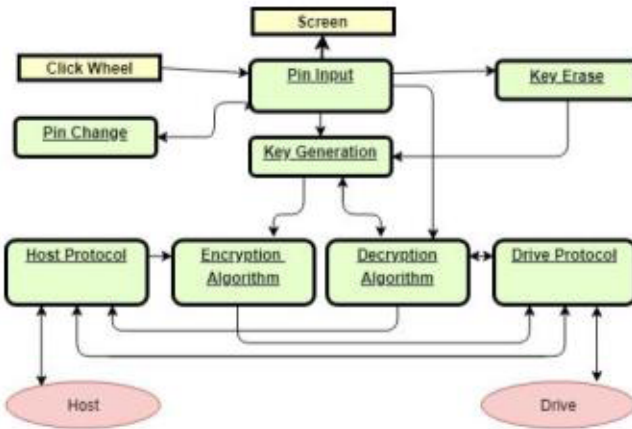 Screen
Click Wheel
Pin Input
Key Erase
Pin Change
Key Generation
Host Protocol
Encryption
Algorithm
Decryption
Algorithm
Drive Protocol
Host
Drive